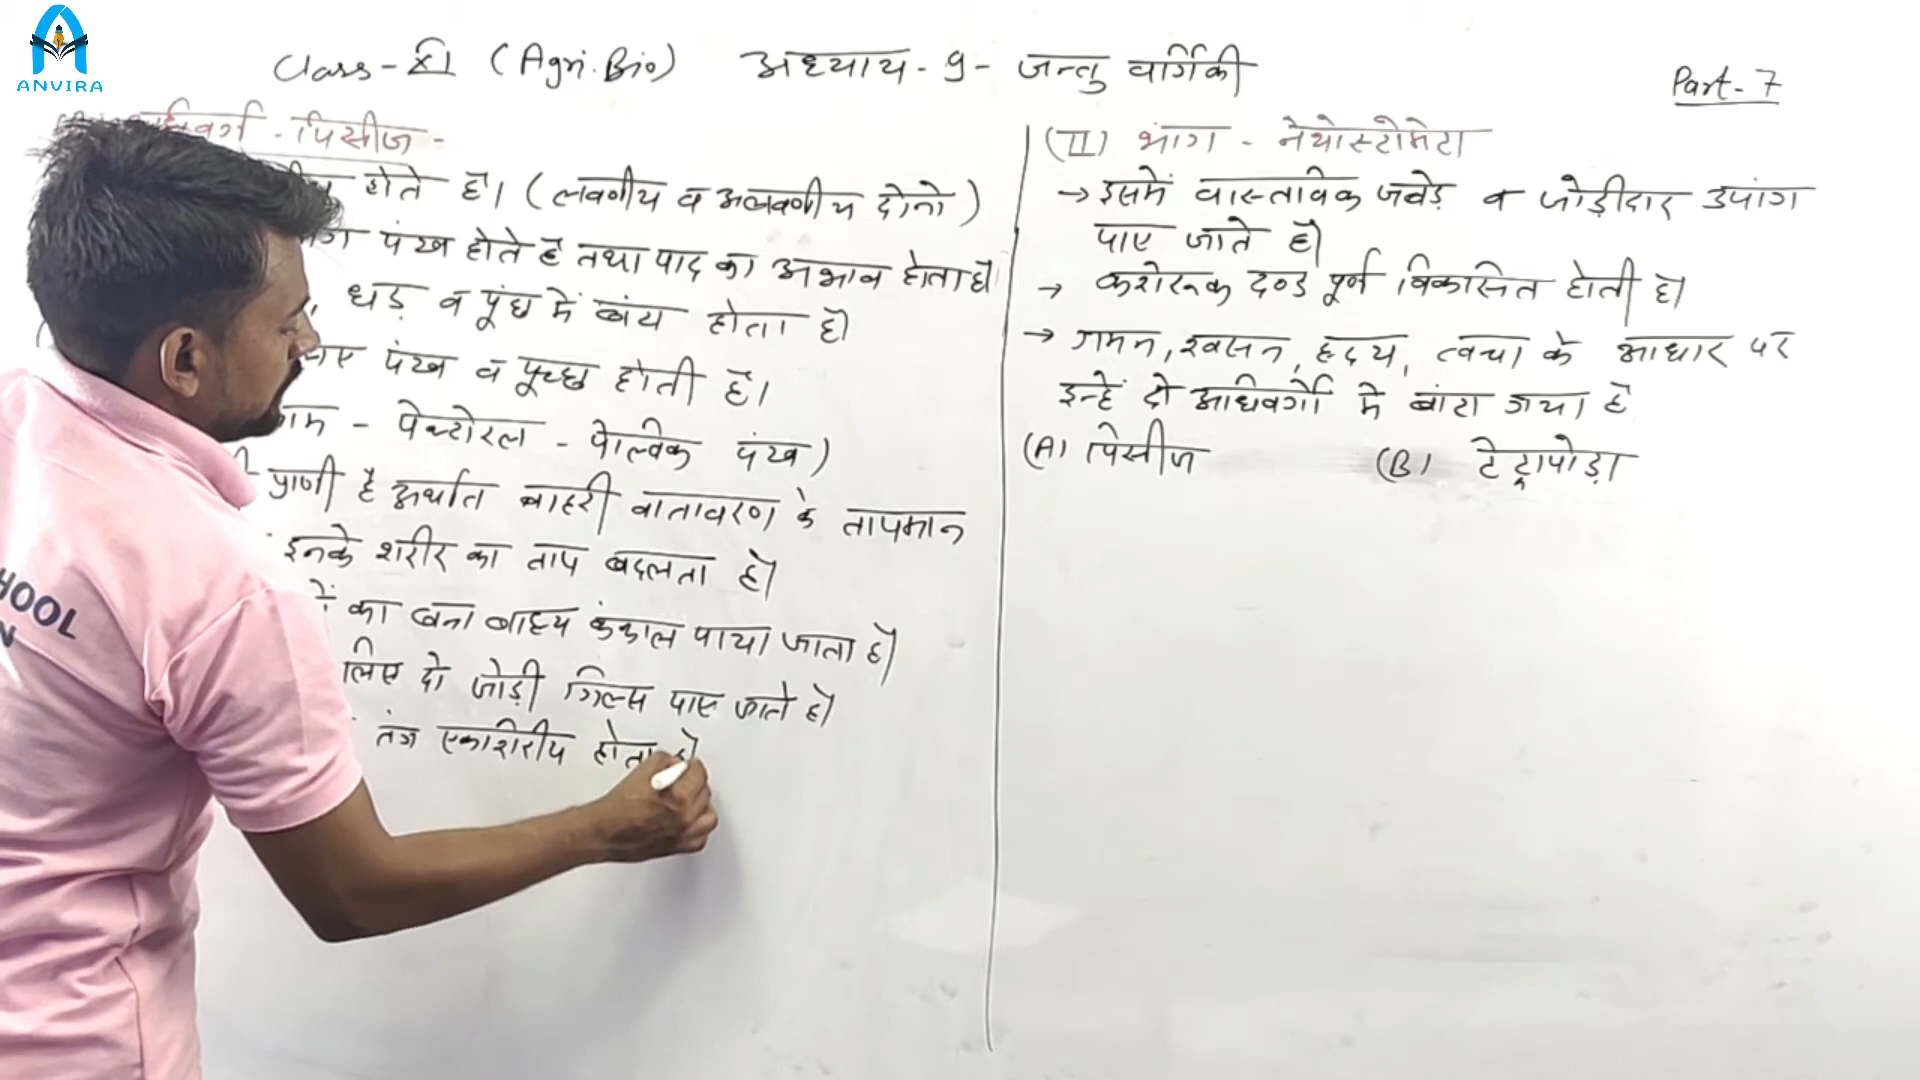 ANVIRA
Class-XI (Agri.Bio) अध्याय-9- जन्तु वर्गिकी
Part-7
- पिसीज -
होते है। (लवणीय व अलवणीय दोनो)
पंख होते है तथा पाद का अभाव होता है।
, धड़ व पूंछ में बांय होता है।
पंख व पूच्छ होती है।
- पेक्टोरल - पेल्विक पंख)
प्राणी है अर्थात बाहरी वातावरण के तापमान
इनके शरीर का ताप बदलता है।
का बना बाह्य कंकाल पाया जाता है।
लिए दो जोड़ी गिल्स पाए जाते है।
तंत्र एकशिरीय होता है
(II) भाग - नेथोस्टोमेटा
→ इसमें वास्तविक जबड़े व जोड़ीदार उपांग
पाए जाते है।
→ कशेरूक दण्ड पूर्ण विकसित होती है।
→ गमन, श्वसन, हृदय, त्वचा के आधार पर
इन्हें दो अधिवर्गो में बांटा गया है
(A) पिसीज (B) टेट्रापोड़ा
HOOL
N